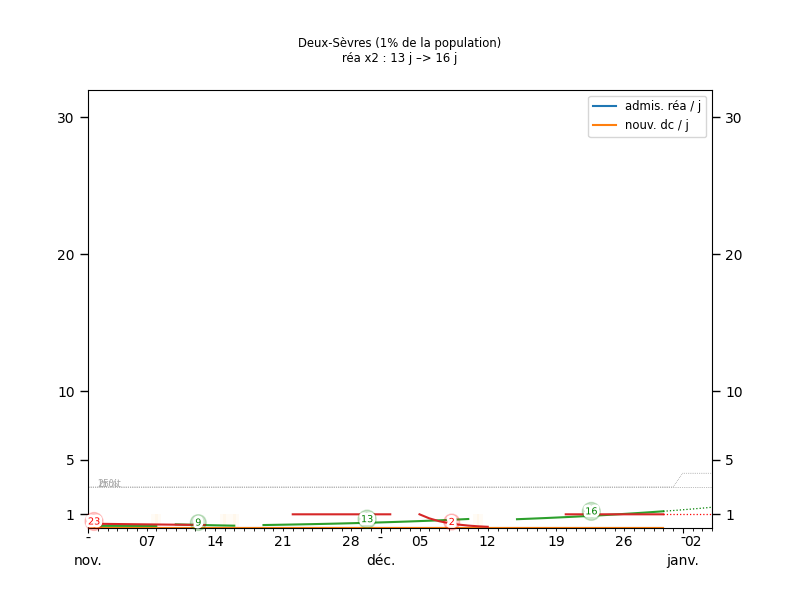 Deux-Sèvres (1% de la population)
réa x2 : 13 j –> 16 j
admis. réa / j
nouv. dc / j
30 30
20 20
10 10
5 5
1 1
23 9 13 2 16
- 07 14 21 28 - 05 12 19 26 - 02
nov. déc. janv.